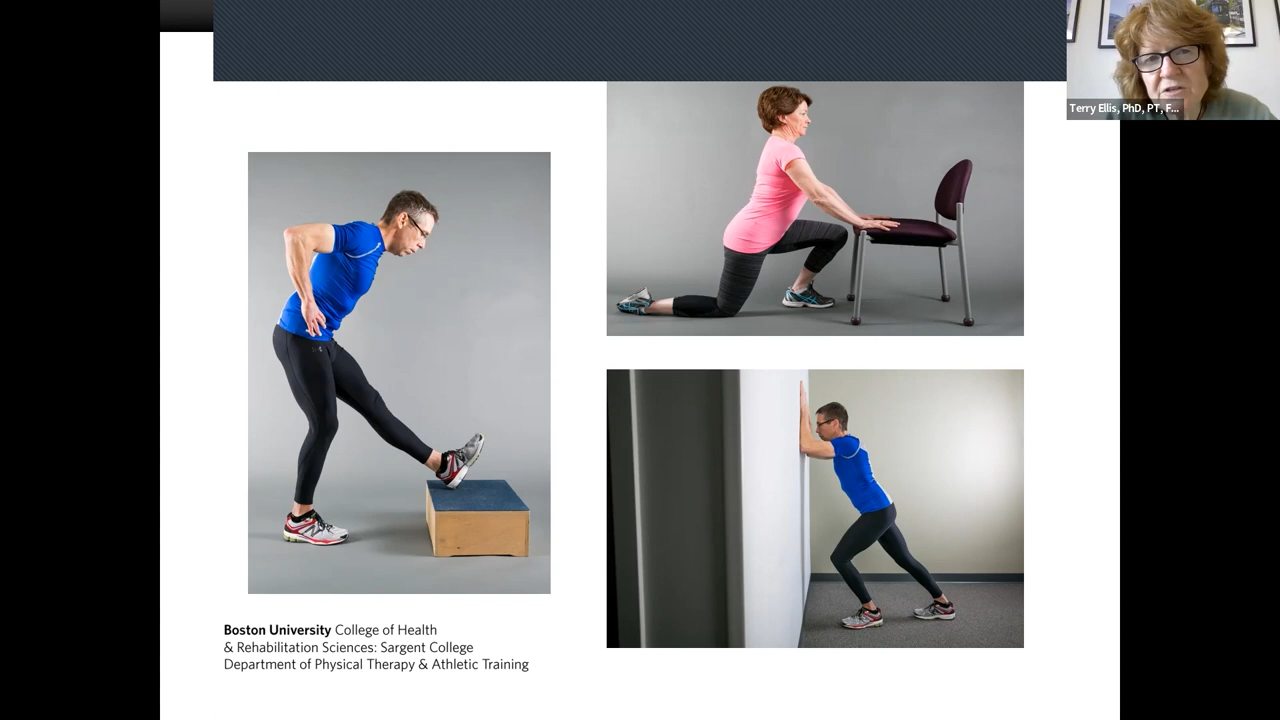 Terry Ellis, PhD, PT, F...
Boston University College of Health
& Rehabilitation Sciences: Sargent College
Department of Physical Therapy & Athletic Training